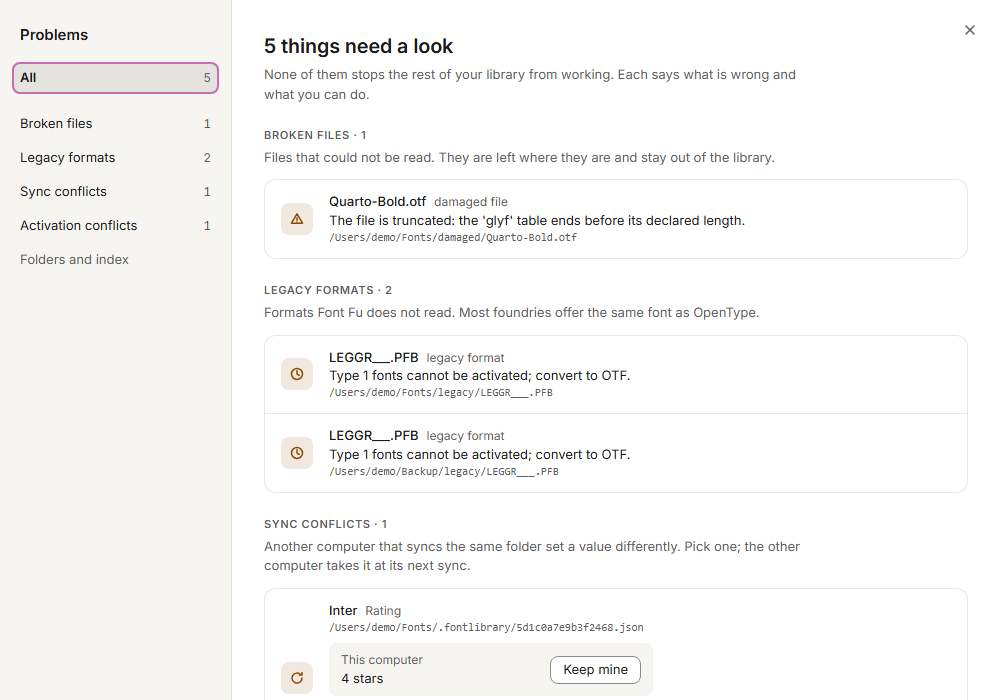 Problems
All 5
Broken files 1
Legacy formats 2
Sync conflicts 1
Activation conflicts 1
Folders and index
5 things need a look
None of them stops the rest of your library from working. Each says what is wrong and
what you can do.
BROKEN FILES · 1
Files that could not be read. They are left where they are and stay out of the library.
Quarto-Bold.otf damaged file
The file is truncated: the 'glyf' table ends before its declared length.
/Users/demo/Fonts/damaged/Quarto-Bold.otf
LEGACY FORMATS · 2
Formats Font Fu does not read. Most foundries offer the same font as OpenType.
LEGGR___.PFB legacy format
Type 1 fonts cannot be activated; convert to OTF.
/Users/demo/Fonts/legacy/LEGGR___.PFB
LEGGR___.PFB legacy format
Type 1 fonts cannot be activated; convert to OTF.
/Users/demo/Backup/legacy/LEGGR___.PFB
SYNC CONFLICTS · 1
Another computer that syncs the same folder set a value differently. Pick one; the other
computer takes it at its next sync.
Inter Rating
/Users/demo/Fonts/.fontlibrary/5d1c0a7e9b3f2468.json
This computer
4 stars
Keep mine